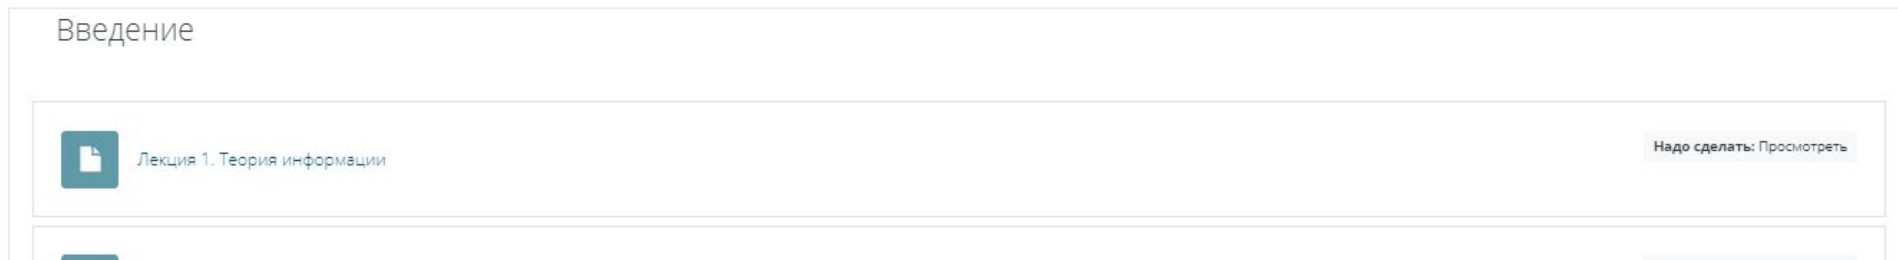 Введение
Лекция 1. Теория информации
Надо сделать: Просмотреть